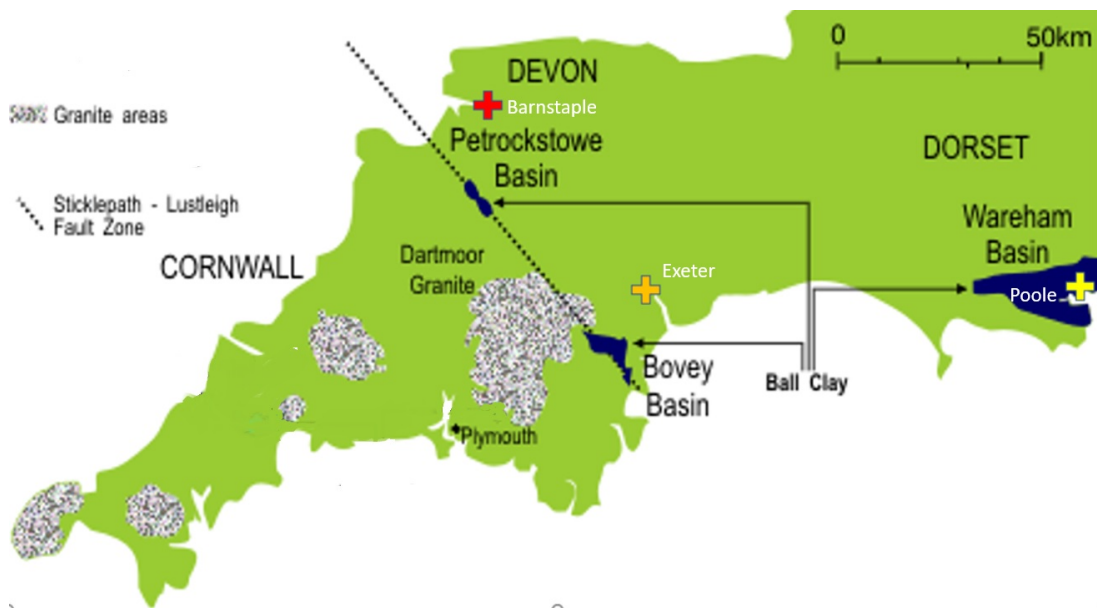 0 50km
DEVON
Barnstaple
Granite areas
Petrockstowe
Basin
DORSET
Sticklepath - Lustleigh
Fault Zone
Wareham
Basin
CORNWALL
Dartmoor
Granite
Exeter
Poole
Bovey
Basin
Ball Clay
Plymouth